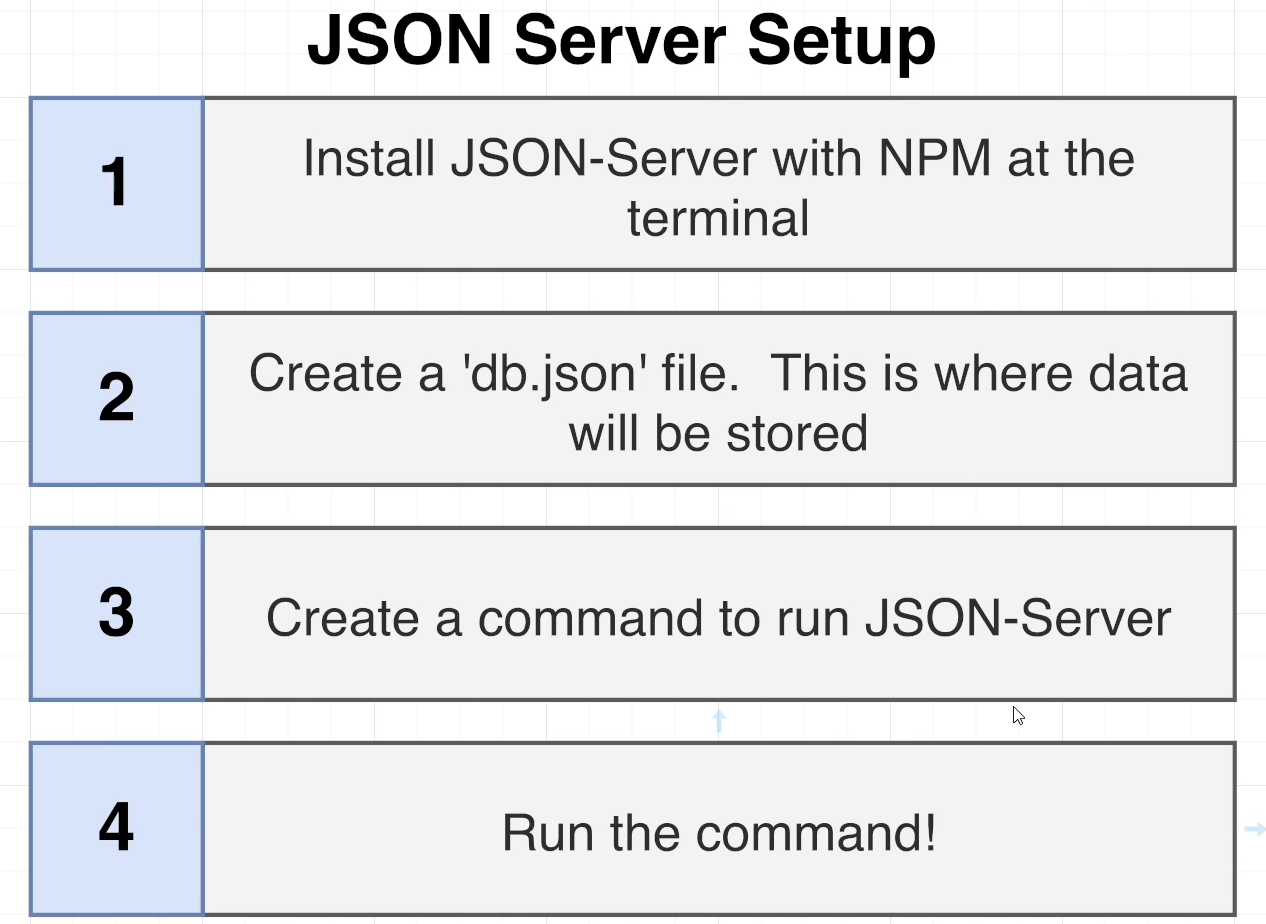 JSON Server Setup
1
Install JSON-Server with NPM at the
terminal
2
Create a 'db.json' file.  This is where data
will be stored
3
Create a command to run JSON-Server
4
Run the command!